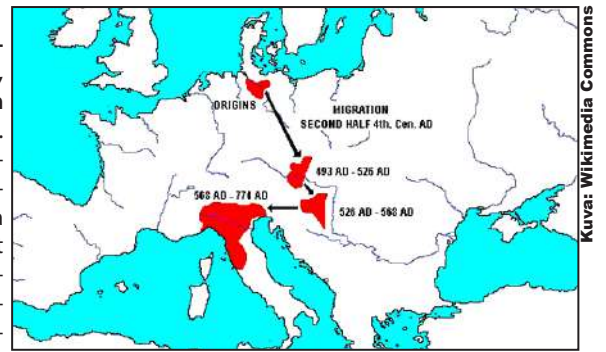 ORIGINS
MIGRATION
SECOND HALF 4th. Cen. AD
493 AD - 526 AD
568 AD - 774 AD
526 AD - 568 AD
Kuva: Wikimedia Commons